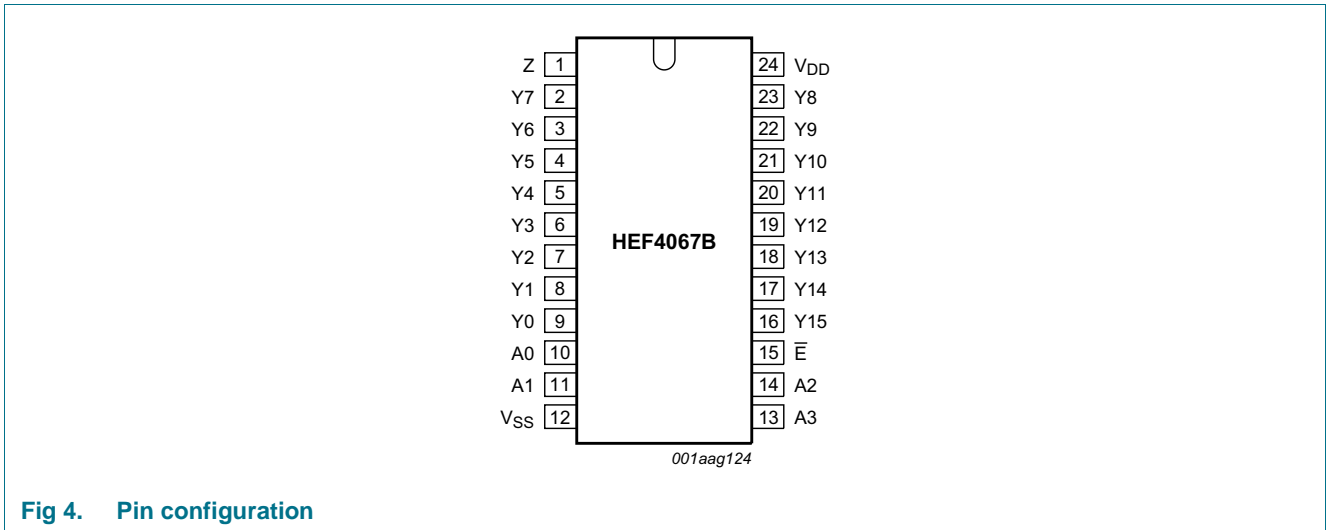 Z 1 24 VDD
Y7 2 23 Y8
Y6 3 22 Y9
Y5 4 21 Y10
Y4 5 20 Y11
Y3 6 19 Y12
HEF4067B
Y2 7 18 Y13
Y1 8 17 Y14
Y0 9 16 Y15
A0 10 15 E̅
A1 11 14 A2
VSS 12 13 A3
001aag124
Fig 4. Pin configuration